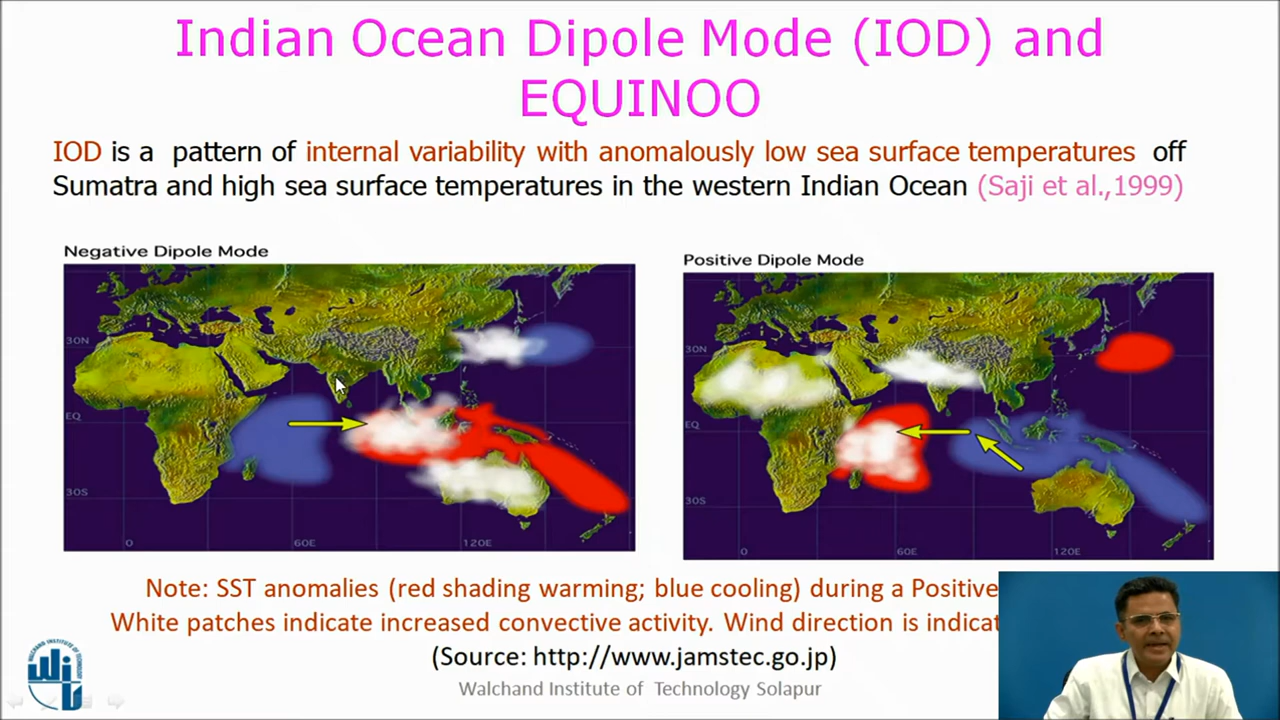 Indian Ocean Dipole Mode (IOD) and
EQUINOO
IOD is a pattern of internal variability with anomalously low sea surface temperatures off
Sumatra and high sea surface temperatures in the western Indian Ocean (Saji et al.,1999)
Negative Dipole Mode
30N
EQ
30S
0
60E
120E
Positive Dipole Mode
30N
EQ
30S
0
60E
120E
Note: SST anomalies (red shading warming; blue cooling) during a Positive
White patches indicate increased convective activity. Wind direction is
(Source: http://www.jamstec.go.jp)
Walchand Institute of Technology Solapur